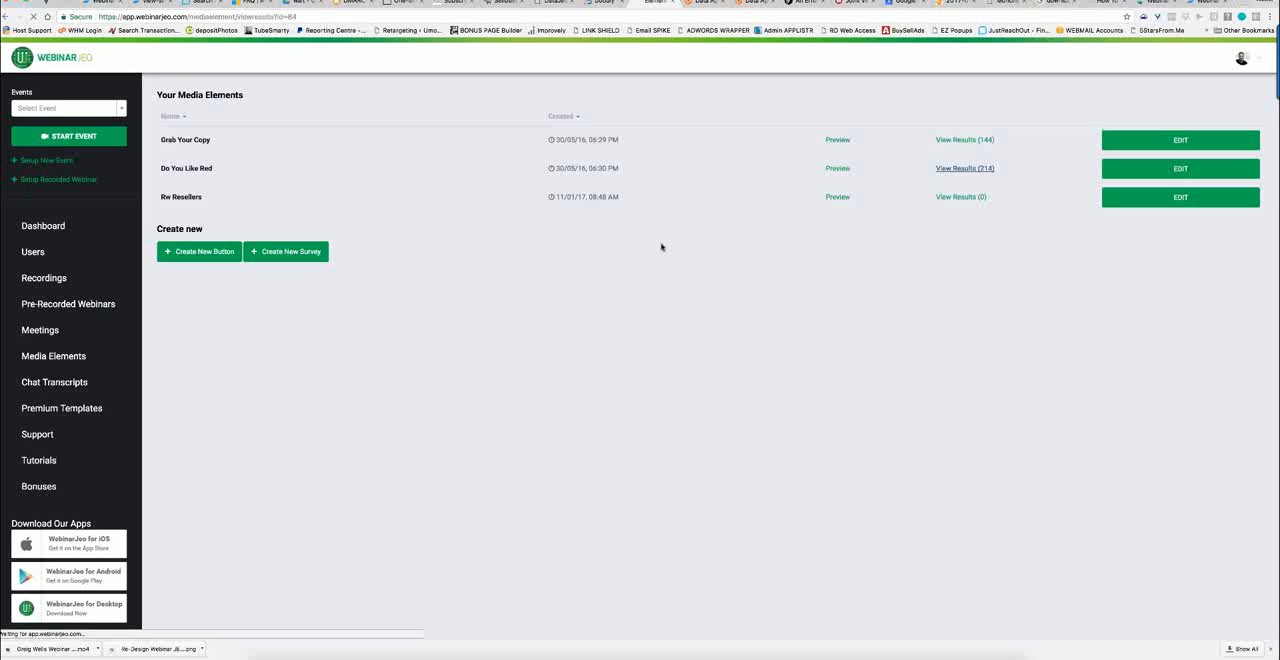 Secure https://app.webinarjeo.com/mediaelement/viewresults?id=84
Host Support WHM Login Search Transaction... depositPhotos TubeSmarty Reporting Centre -... Retargeting ‹ Umo... BONUS PAGE Builder Improvely LINK SHIELD Email SPIKE ADWORDS WRAPPER Admin APPLISTR RD Web Access BuySellAds EZ Popups JustReachOut - Fin... WEBMAIL Accounts 5StarsFrom.Me » Other Bookmarks
WEBINARJEO
Events
Select Event
START EVENT
+ Setup New Event
+ Setup Recorded Webinar
Dashboard
Users
Recordings
Pre-Recorded Webinars
Meetings
Media Elements
Chat Transcripts
Premium Templates
Support
Tutorials
Bonuses
Download Our Apps
WebinarJeo for iOS
Get it on the App Store
WebinarJeo for Android
Get it on Google Play
WebinarJeo for Desktop
Download Now
Your Media Elements
Name Created
Grab Your Copy 30/05/16, 06:29 PM Preview View Results (144) EDIT
Do You Like Red 30/05/16, 06:30 PM Preview View Results (214) EDIT
Rw Resellers 11/01/17, 08:48 AM Preview View Results (0) EDIT
Create new
+ Create New Button + Create New Survey
Waiting for app.webinarjeo.com...
Greig Wells Webinar ....mp4 Re-Design Webinar JE....png Show All